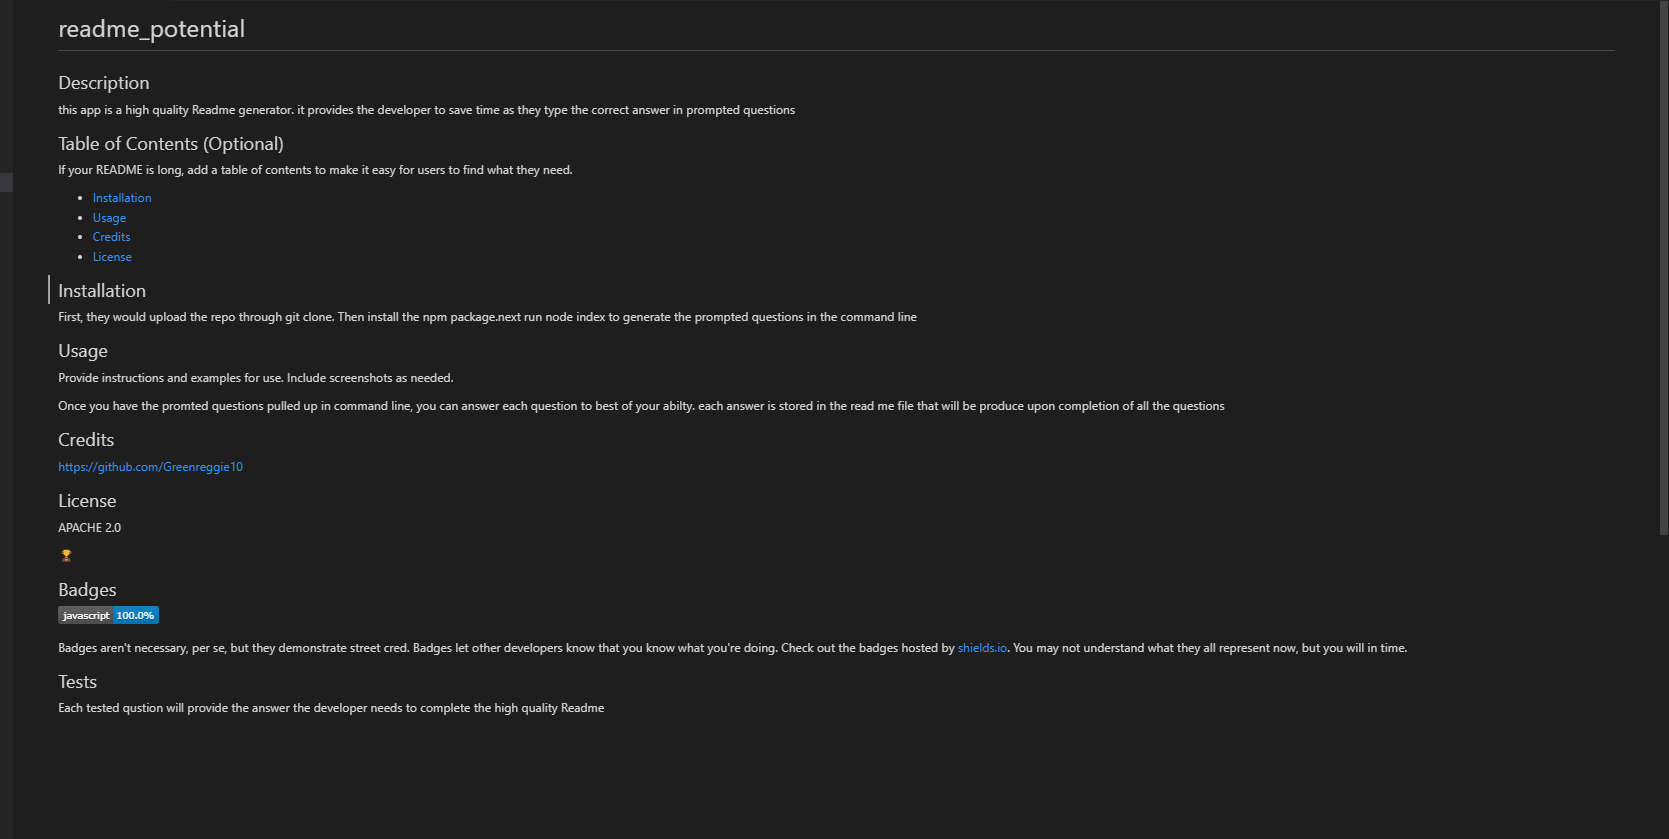 readme_potential
Description
this app is a high quality Readme generator. it provides the developer to save time as they type the correct answer in prompted questions
Table of Contents (Optional)
If your README is long, add a table of contents to make it easy for users to find what they need.
Installation
Usage
Credits
License
Installation
First, they would upload the repo through git clone. Then install the npm package.next run node index to generate the prompted questions in the command line
Usage
Provide instructions and examples for use. Include screenshots as needed.
Once you have the promted questions pulled up in command line, you can answer each question to best of your abilty. each answer is stored in the read me file that will be produce upon completion of all the questions
Credits
https://github.com/Greenreggie10
License
APACHE 2.0
Badges
javascript 100.0%
Badges aren't necessary, per se, but they demonstrate street cred. Badges let other developers know that you know what you're doing. Check out the badges hosted by shields.io. You may not understand what they all represent now, but you will in time.
Tests
Each tested qustion will provide the answer the developer needs to complete the high quality Readme